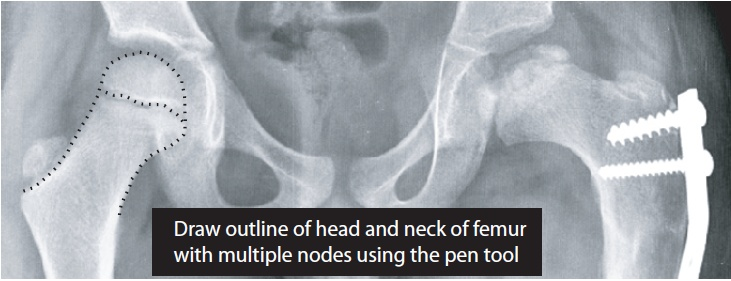 Draw outline of head and neck of femur
with multiple nodes using the pen tool